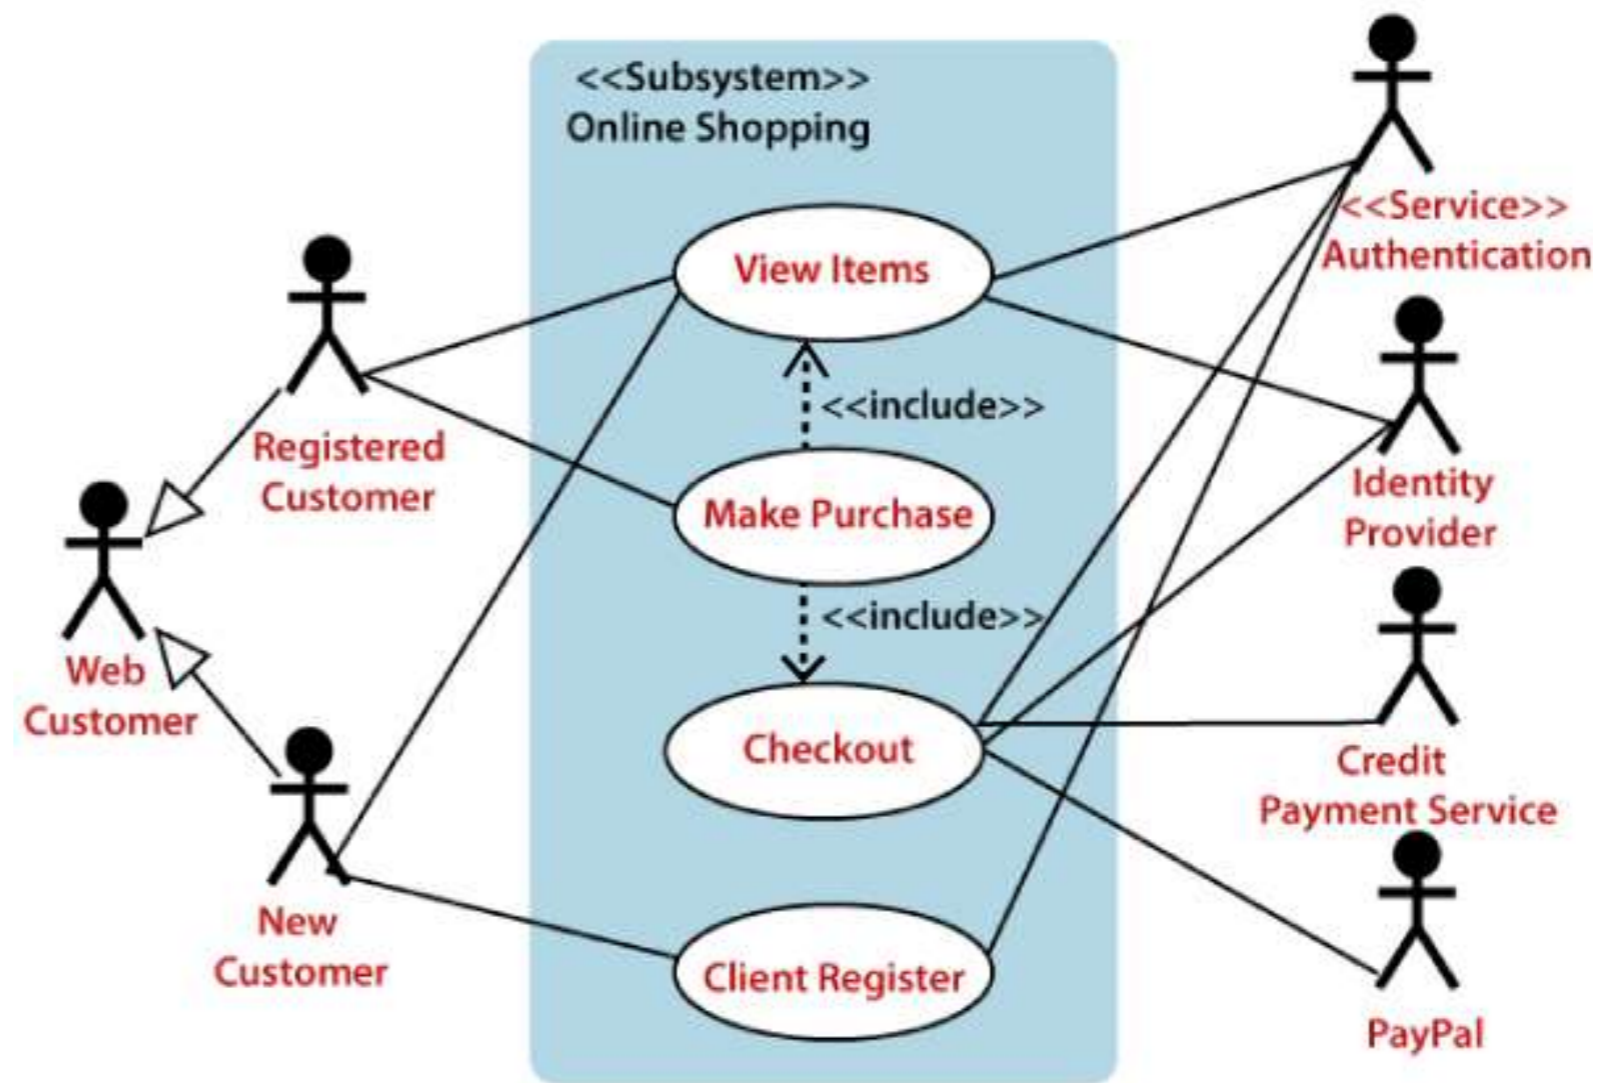 <<Subsystem>>
Online Shopping
View Items
<<include>>
Make Purchase
<<include>>
Checkout
Client Register
Registered
Customer
Web
Customer
New
Customer
<<Service>>
Authentication
Identity
Provider
Credit
Payment Service
PayPal